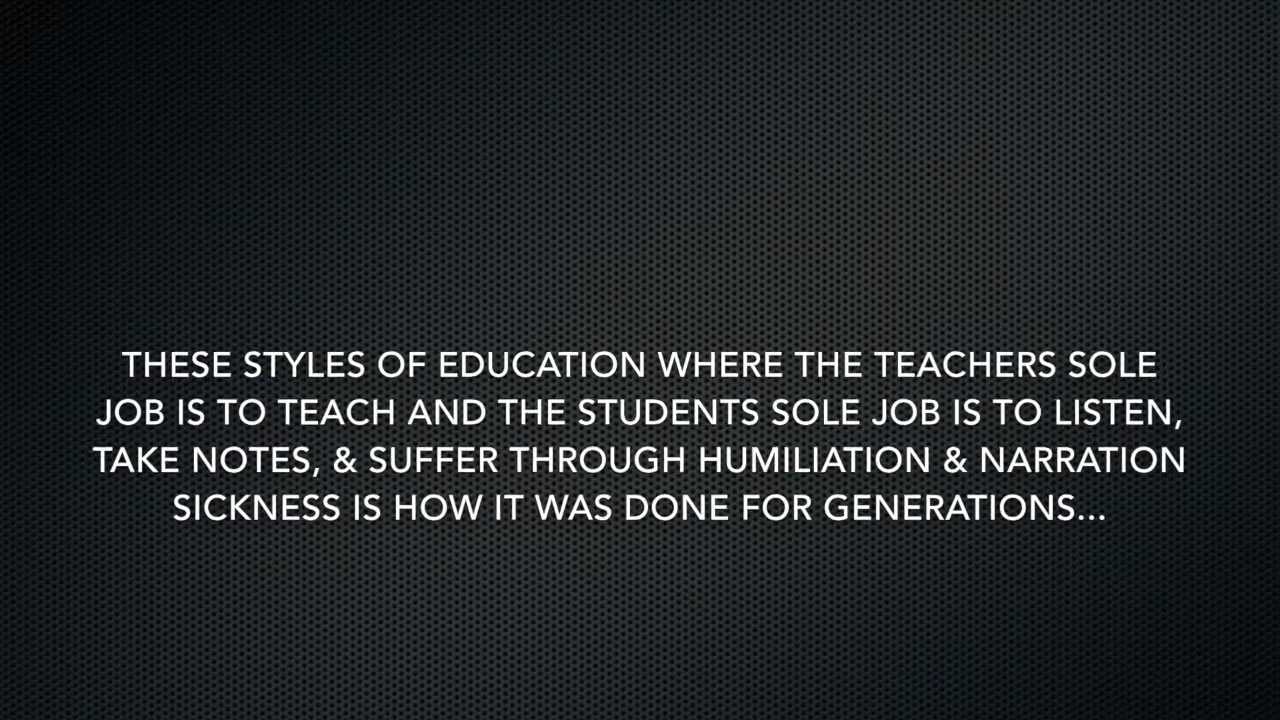 THESE STYLES OF EDUCATION WHERE THE TEACHERS SOLE
JOB IS TO TEACH AND THE STUDENTS SOLE JOB IS TO LISTEN,
TAKE NOTES, & SUFFER THROUGH HUMILIATION & NARRATION
SICKNESS IS HOW IT WAS DONE FOR GENERATIONS...